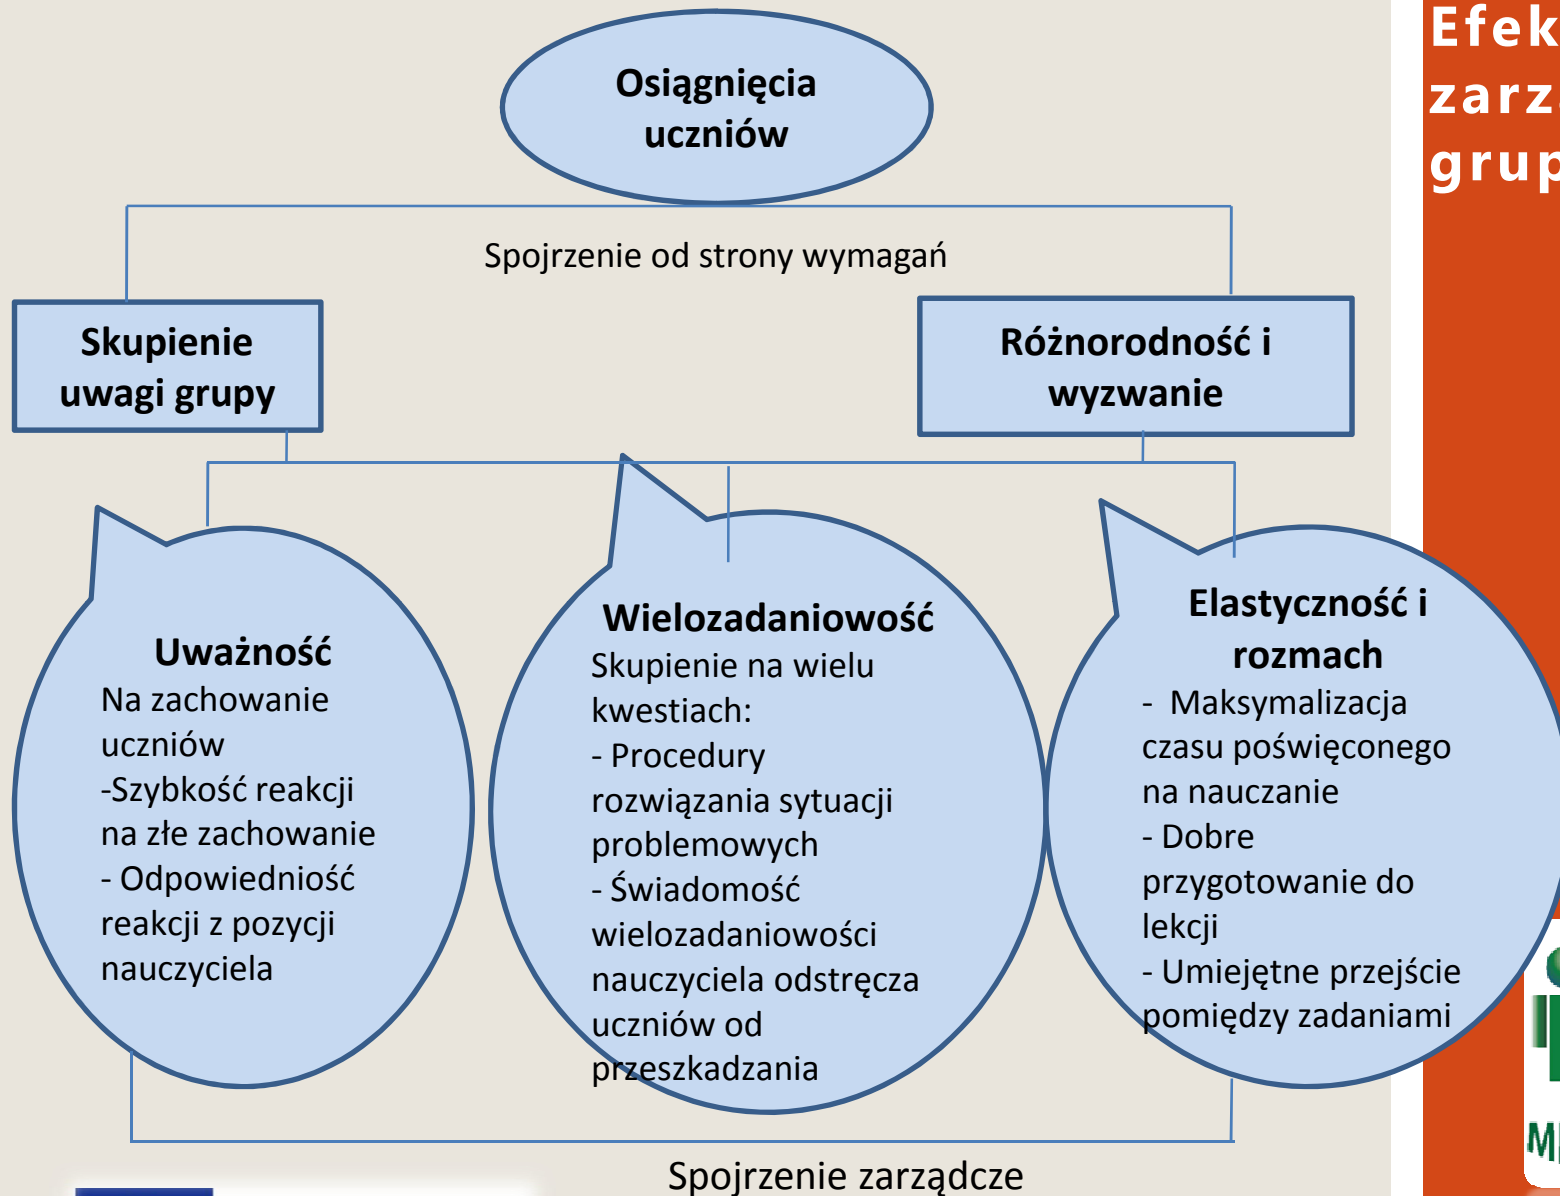 Osiągnięcia
uczniów
Spojrzenie od strony wymagań
Skupienie
uwagi grupy
Różnorodność i
wyzwanie
Uważność
Na zachowanie
uczniów
-Szybkość reakcji
na złe zachowanie
- Odpowiedniość
reakcji z pozycji
nauczyciela
Wielozadaniowość
Skupienie na wielu
kwestiach:
- Procedury
rozwiązania sytuacji
problemowych
- Świadomość
wielozadaniowości
nauczyciela odstręcza
uczniów od
przeszkadzania
Elastyczność i
rozmach
- Maksymalizacja
czasu poświęconego
na nauczanie
- Dobre
przygotowanie do
lekcji
- Umiejętne przejście
pomiędzy zadaniami
Spojrzenie zarządcze